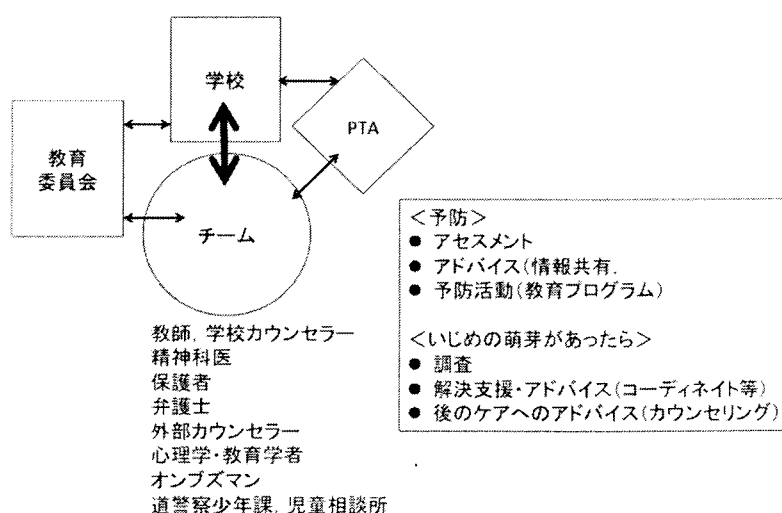 学校
PTA
教育
委員会
チーム
教師, 学校カウンセラー
精神科医
保護者
弁護士
外部カウンセラー
心理学・教育学者
オンブズマン
道警察少年課, 児童相談所
＜予防＞
● アセスメント
● アドバイス(情報共有.
● 予防活動(教育プログラム)
＜いじめの萌芽があったら＞
● 調査
● 解決支援・アドバイス(コーディネイト等)
● 後のケアへのアドバイス(カウンセリング)